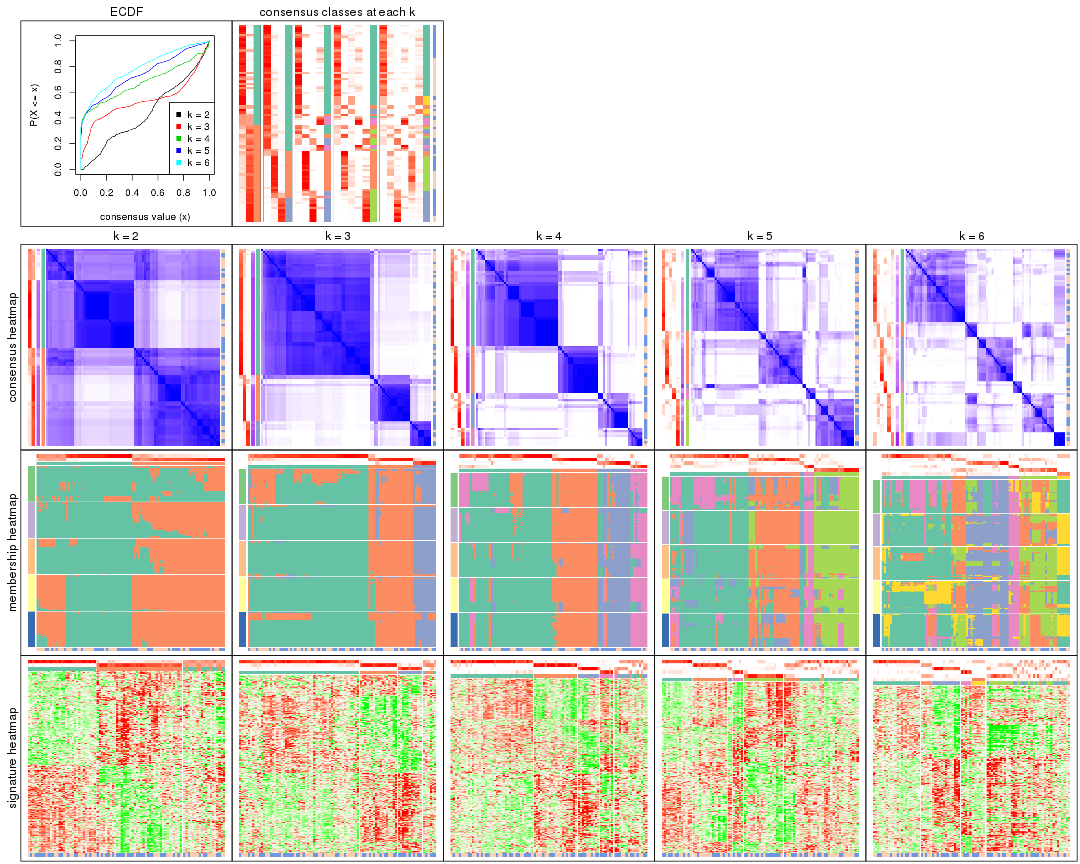 ECDF
consensus classes at each k
P(X <= x)
0.0 0.2 0.4 0.6 0.8 1.0
k = 2
k = 3
k = 4
k = 5
k = 6
0.0 0.2 0.4 0.6 0.8 1.0
consensus value (x)
k = 2
k = 3
k = 4
k = 5
k = 6
consensus heatmap
membership heatmap
signature heatmap